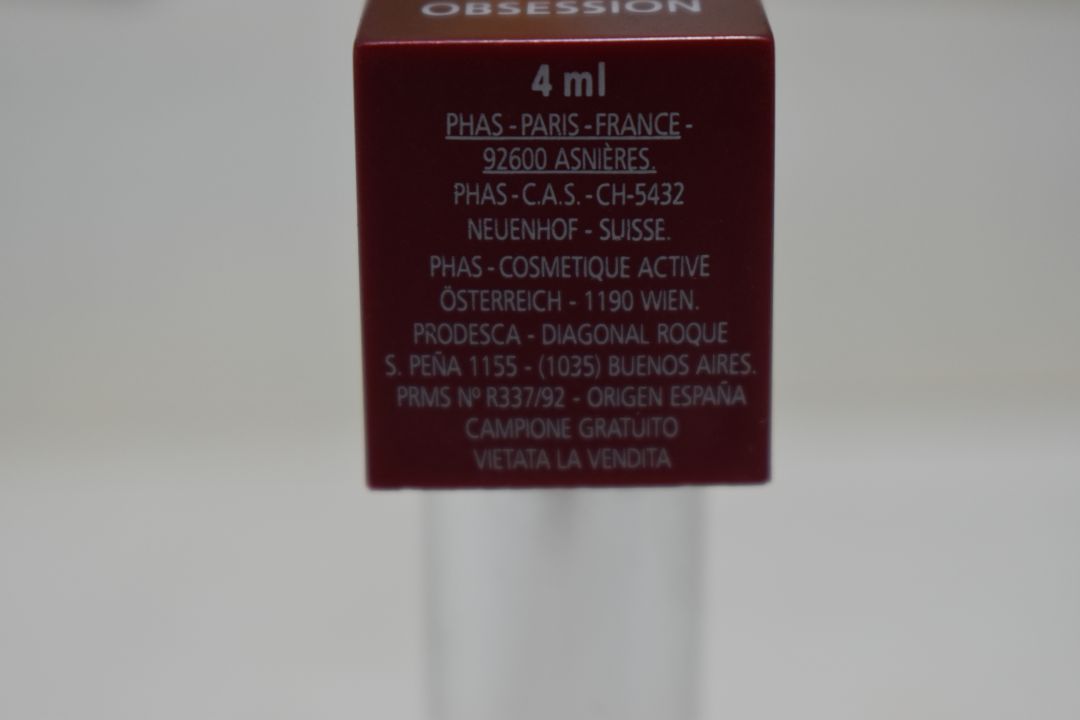 OBSESSION
4 ml
PHAS - PARIS - FRANCE -
92600 ASNIÈRES.
PHAS - C.A.S. - CH-5432
NEUENHOF - SUISSE.
PHAS - COSMETIQUE ACTIVE
ÖSTERREICH - 1190 WIEN.
PRODESCA - DIAGONAL ROQUE
S. PEÑA 1155 - (1035) BUENOS AIRES.
PRMS Nº R337/92 - ORIGEN ESPAÑA
CAMPIONE GRATUITO
VIETATA LA VENDITA